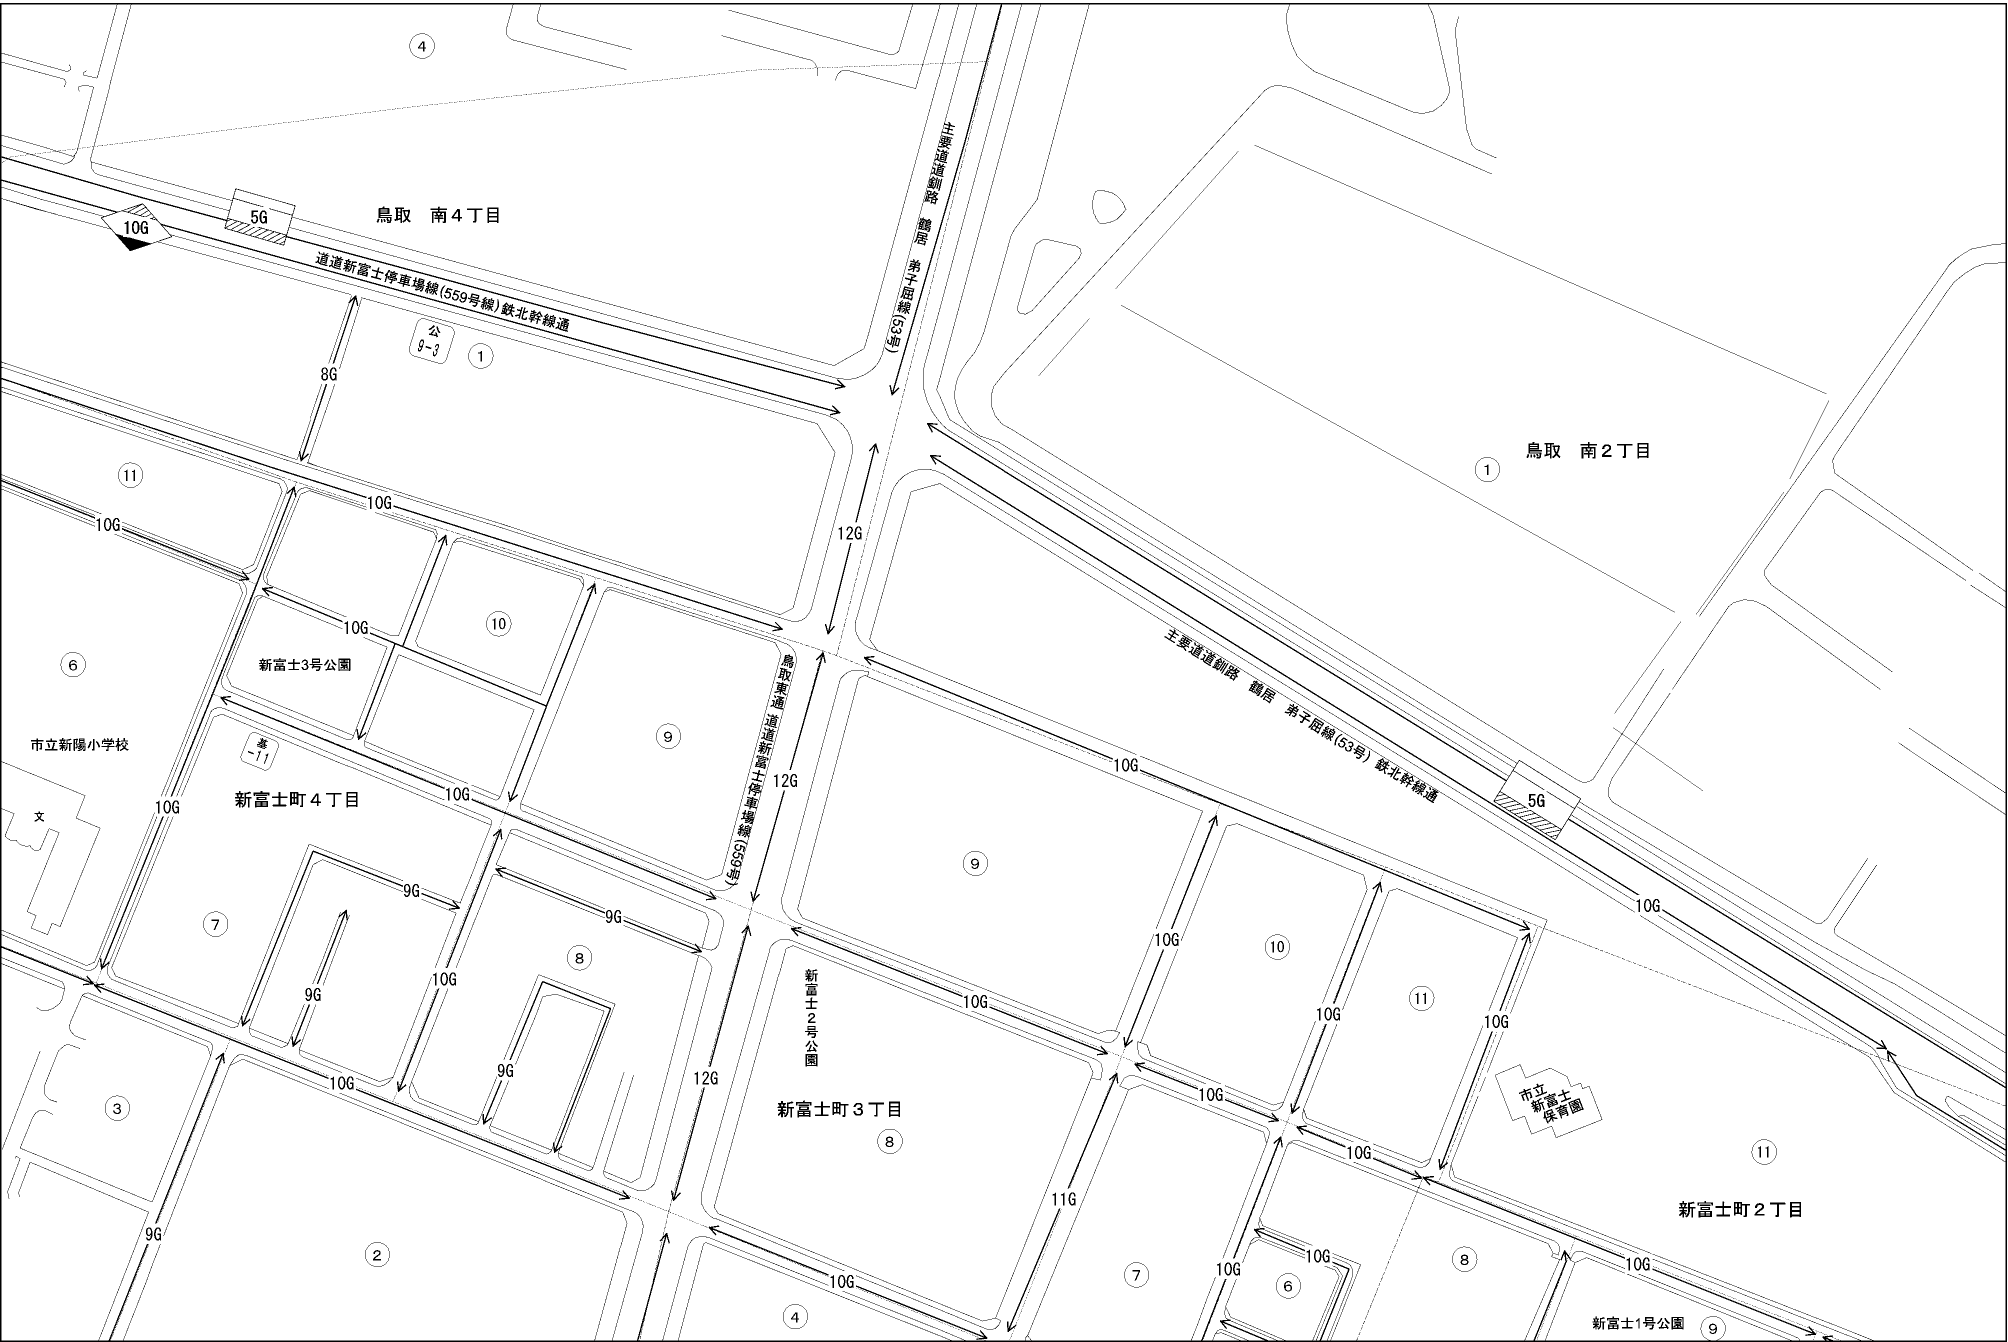 ④
主要道道釧路　鶴居　弟子屈線(53号)
5G
10G
鳥取　南４丁目
道道新富士停車場線(559号線)鉄北幹線通
公
9-3
①
8G
鳥取　南２丁目
①
⑪
10G
10G
12G
10G
⑩
⑥
新富士3号公園
鳥取東通 道道新富士停車場線(559号)
主要道道釧路　鶴居　弟子屈線(53号) 鉄北幹線通
⑨
市立新陽小学校
基
-11
10G
12G
10G
5G
10G
新富士町４丁目
文
⑨
9G
9G
10G
⑦
⑧
10G
⑩
9G
10G
新富士２号公園
10G
⑪
10G
10G
9G
12G
10G
10G
市立
新富士
保育園
③
新富士町３丁目
⑧
10G
⑪
11G
新富士町２丁目
9G
②
10G
⑦
10G
10G
⑥
⑧
10G
④
新富士1号公園
⑨